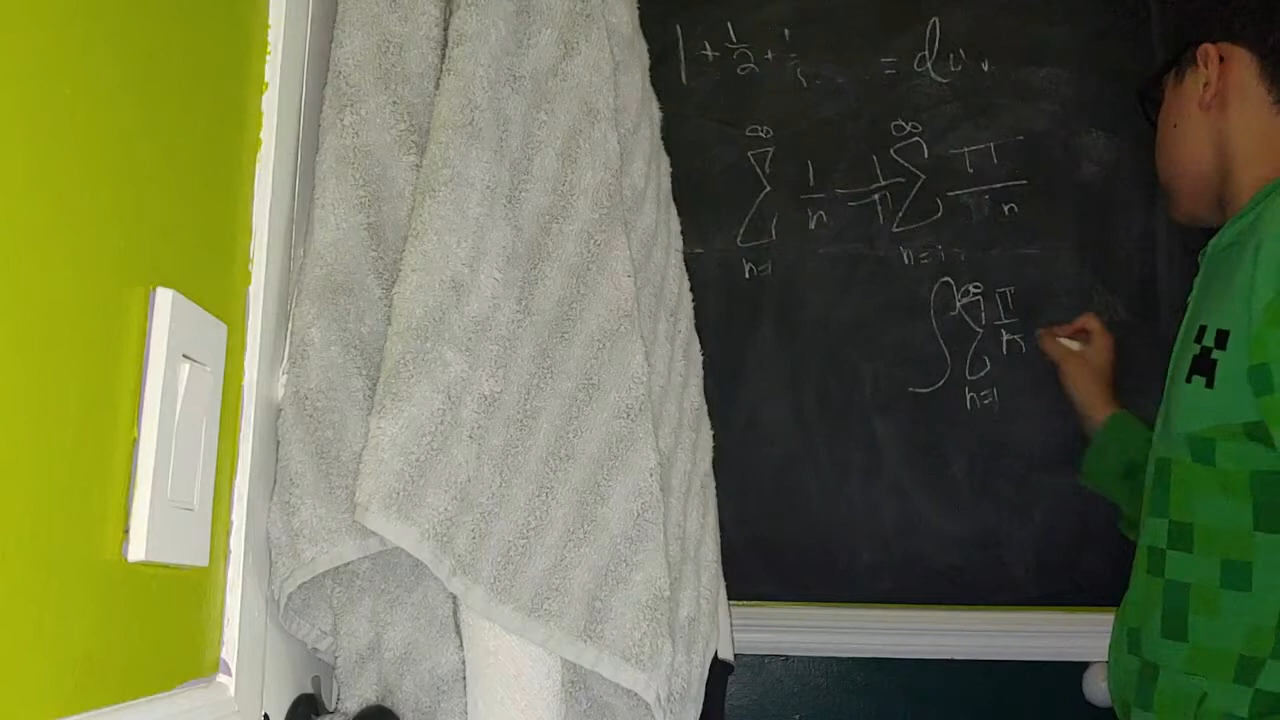 1 + 1/2 + 1/3 ... = div.
∞ ∑ n=1 1/n = 1/π ∞ ∑ n=1 π/n
∫ ∞ ∑ n=1 π/n